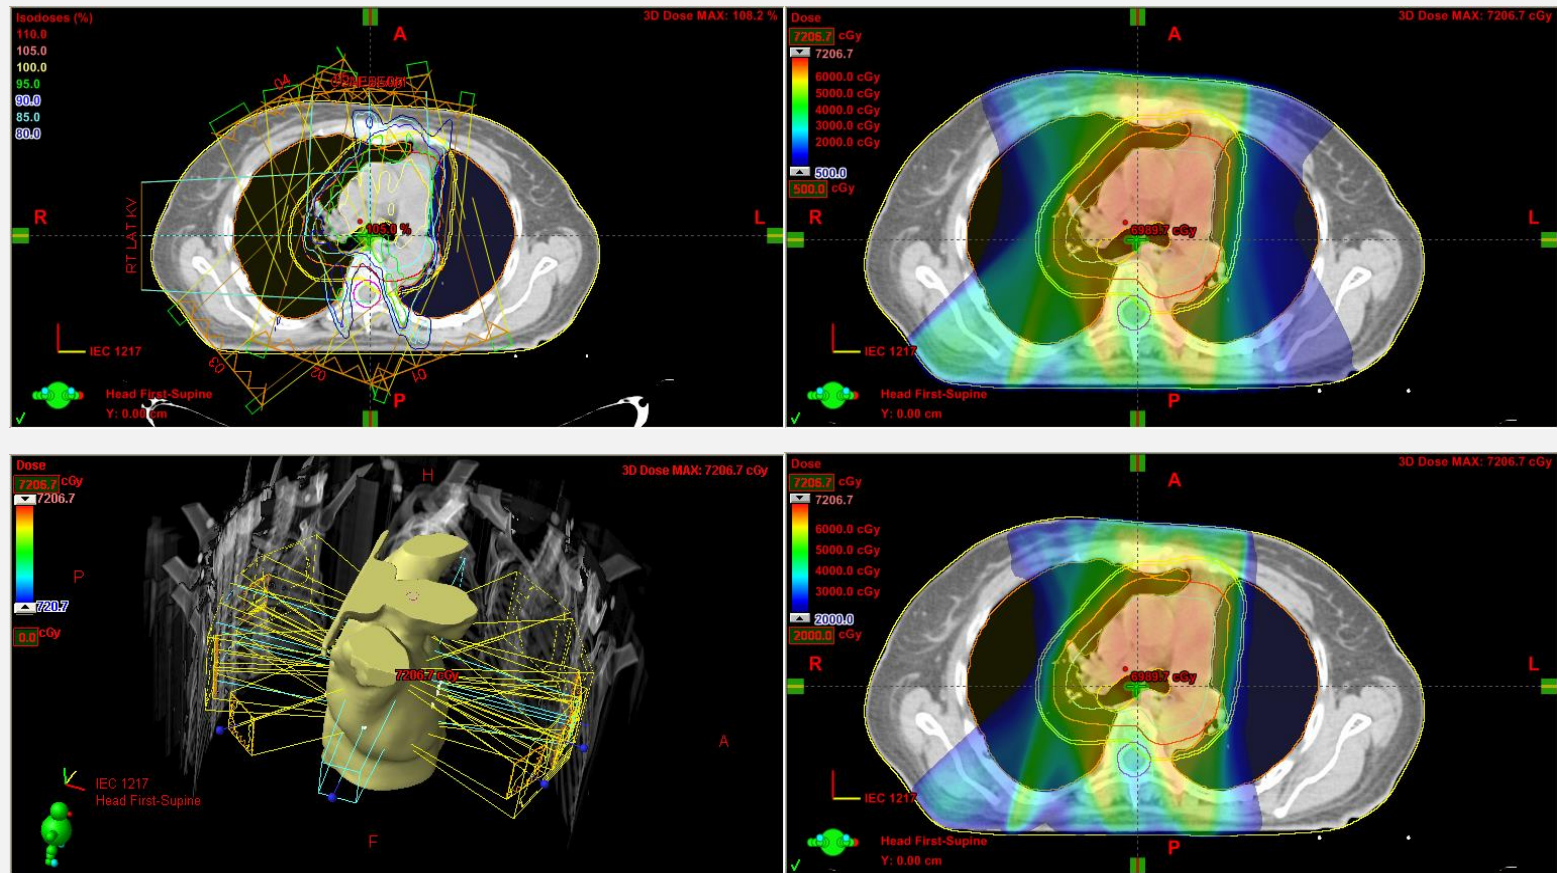 Isodoses (%)
110.0
105.0
100.0
95.0
90.0
85.0
80.0
3D Dose MAX: 108.2 %
A
04
R
L
105.0 %
RT LAT KV
IEC 1217
03
02
01
Head First-Supine
Y: 0.00 cm
P
Dose
7206.7 cGy
7206.7
6000.0 cGy
5000.0 cGy
4000.0 cGy
3000.0 cGy
2000.0 cGy
500.0
500.0 cGy
3D Dose MAX: 7206.7 cGy
A
R
L
6989.7 cGy
IEC 1217
Head First-Supine
Y: 0.00 cm
P
Dose
7206.7 cGy
7206.7
720.7
0.0 cGy
3D Dose MAX: 7206.7 cGy
H
P
7206.7 cGy
A
IEC 1217
Head First-Supine
F
Dose
7206.7 cGy
7206.7
6000.0 cGy
5000.0 cGy
4000.0 cGy
3000.0 cGy
2000.0
2000.0 cGy
3D Dose MAX: 7206.7 cGy
A
R
L
6989.7 cGy
IEC 1217
Head First-Supine
Y: 0.00 cm
P